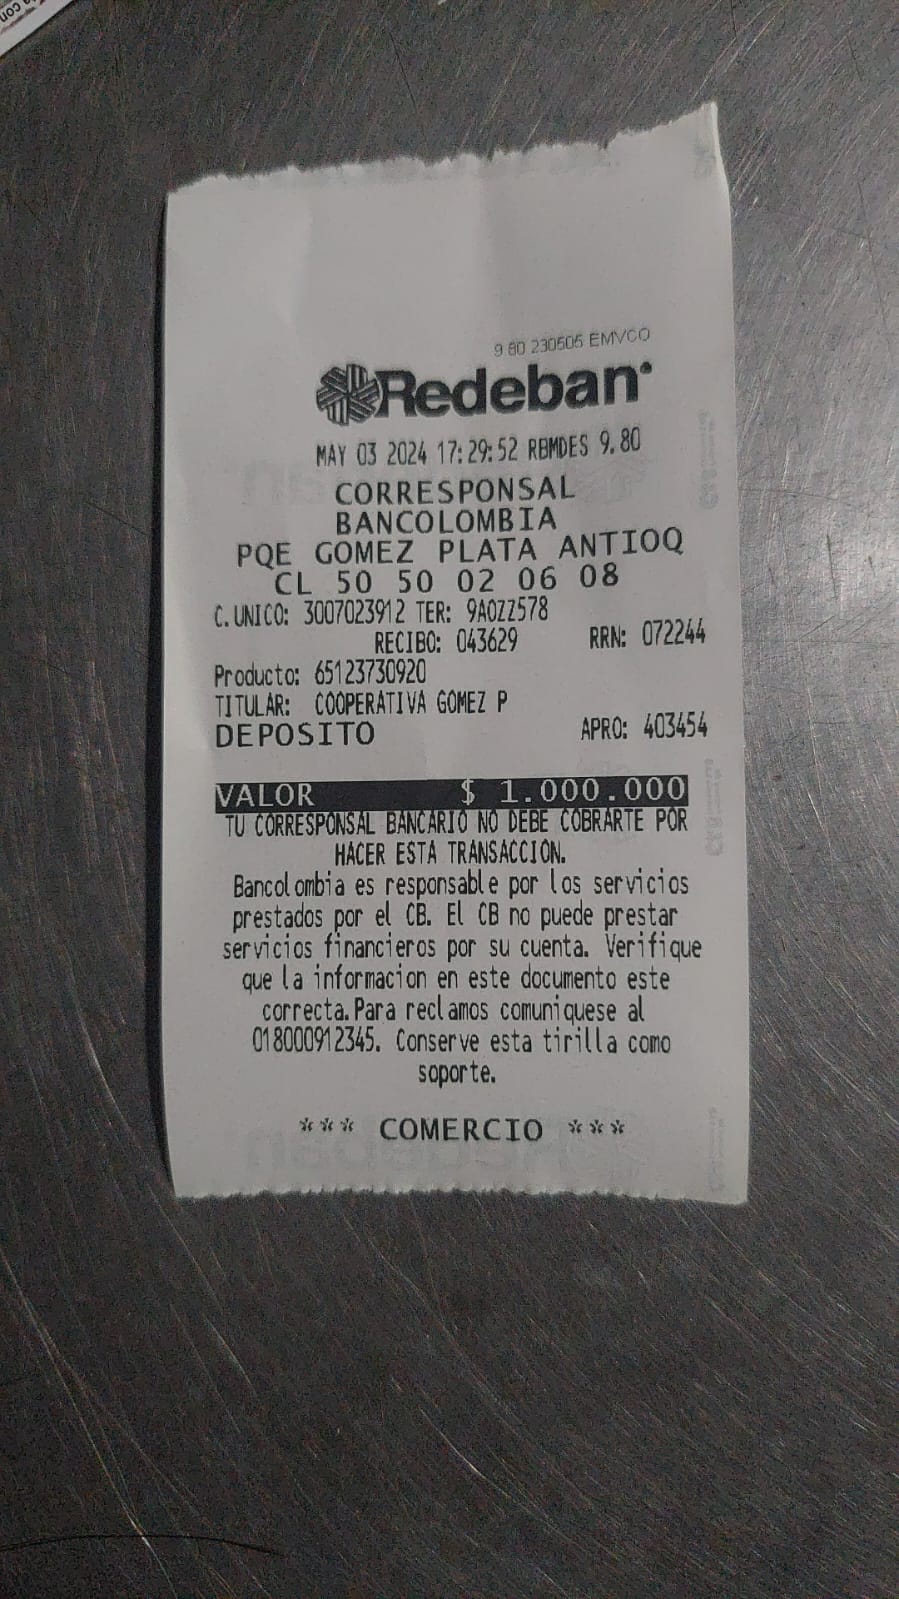 9.80 230505 EMVCO
Redeban
MAY 03 2024 17:29:52 RBMDES 9.80
CORRESPONSAL
BANCOLOMBIA
PQE GOMEZ PLATA ANTIOQ
CL 50 50 02 06 08
C.UNICO: 3007023912 TER: 9AOZZ578
RECIBO: 043629 RRN: 072244
Producto: 65123730920
TITULAR: COOPERATIVA GOMEZ P
DEPOSITO APRO: 403454
VALOR $ 1.000.000
TU CORRESPONSAL BANCARIO NO DEBE COBRARTE POR
HACER ESTA TRANSACCION.
Bancolombia es responsable por los servicios
prestados por el CB. El CB no puede prestar
servicios financieros por su cuenta. Verifique
que la informacion en este documento este
correcta.Para reclamos comuniquese al
018000912345. Conserve esta tirilla como
soporte.
*** COMERCIO ***